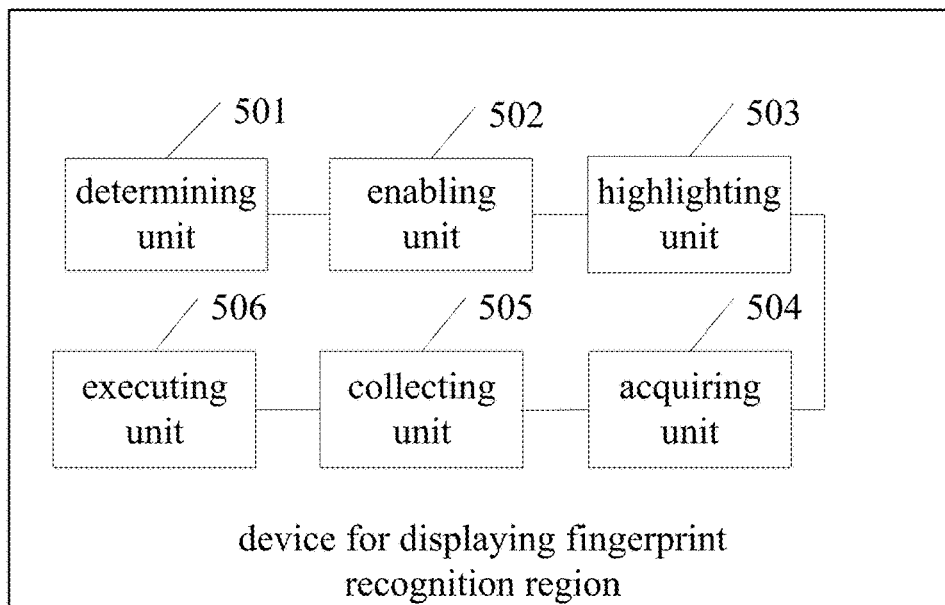 501
502
503
determining
unit
enabling
unit
highlighting
unit
506
505
504
executing
unit
collecting
unit
acquiring
unit
device for displaying fingerprint
recognition region